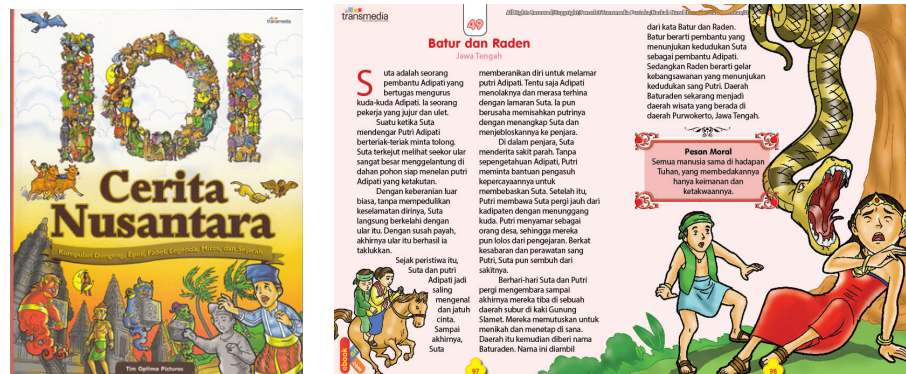 transmedia
101
Cerita
Nusantara
Kumpulan Dongeng, Epos, Fabel, Legenda, Mitos, dan Sejarah
Tim Optima Pictures
transmedia
49
Batur dan Raden
Jawa Tengah
Suta adalah seorang
pembantu Adipati yang
bertugas mengurus
kuda-kuda Adipati. Ia seorang
pekerja yang jujur dan ulet.
Suatu ketika Suta
mendengar Putri Adipati
berteriak-teriak minta tolong.
Suta terkejut melihat seekor ular
sangat besar menggelantung di
dahan pohon siap menelan putri
Adipati yang ketakutan.
Dengan keberanian luar
biasa, tanpa mempedulikan
keselamatan dirinya, Suta
langsung berkelahi dengan
ular itu. Dengan susah payah,
akhirnya ular itu berhasil ia
taklukkan.
Sejak peristiwa itu,
Suta dan putri
Adipati jadi
saling
mengenal
dan jatuh
cinta.
Sampai
akhirnya,
Suta
memberanikan diri untuk melamar
putri Adipati. Tentu saja Adipati
menolaknya dan merasa terhina
dengan lamaran Suta. Ia pun
berusaha memisahkan putrinya
dengan menangkap Suta dan
menjebloskannya ke penjara.
Di dalam penjara, Suta
menderita sakit parah. Tanpa
sepengetahuan Adipati, Putri
meminta bantuan pengasuh
kepercayaannya untuk
membebaskan Suta. Setelah itu,
Putri membawa Suta pergi jauh dari
kadipaten dengan menunggang
kuda. Putri menyamar sebagai
orang desa, sehingga mereka
pun lolos dari pengejaran. Berkat
kesabaran dan perawatan sang
Putri, Suta pun sembuh dari
sakitnya.
Berhari-hari Suta dan Putri
pergi mengembara sampai
akhirnya mereka tiba di sebuah
daerah subur di kaki Gunung
Slamet. Mereka memutuskan untuk
menikah dan menetap di sana.
Daerah itu kemudian diberi nama
Baturaden. Nama ini diambil
ebook
97
dari kata Batur dan Raden.
Batur berarti pembantu yang
menunjukan kedudukan Suta
sebagai pembantu Adipati.
Sedangkan Raden berarti gelar
kebangsawanan yang menunjukan
kedudukan sang Putri. Daerah
Baturaden sekarang menjadi
daerah wisata yang berada di
daerah Purwokerto, Jawa Tengah.
Pesan Moral
Semua manusia sama di hadapan
Tuhan, yang membedakannya
hanya keimanan dan
ketakwaannya.
98